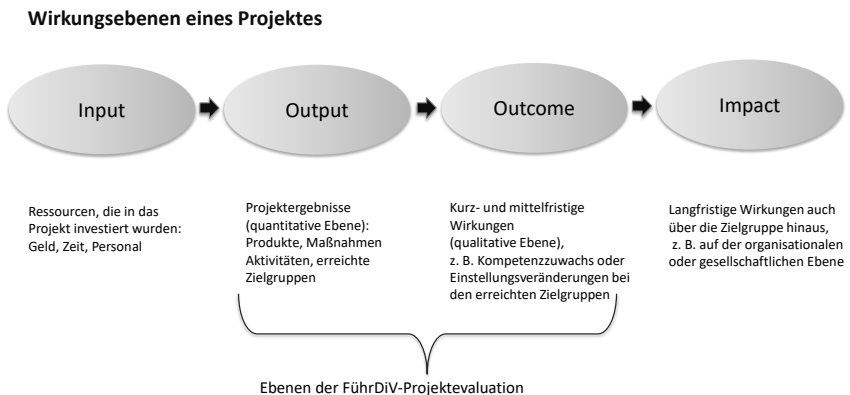 Wirkungsebenen eines Projektes
Input
Output
Outcome
Impact
Ressourcen, die in das
Projekt investiert wurden:
Geld, Zeit, Personal
Projektergebnisse
(quantitative Ebene):
Produkte, Maßnahmen
Aktivitäten, erreichte
Zielgruppen
Kurz- und mittelfristige
Wirkungen
(qualitative Ebene),
z. B. Kompetenzzuwachs oder
Einstellungsveränderungen bei
den erreichten Zielgruppen
Langfristige Wirkungen auch
über die Zielgruppe hinaus,
z. B. auf der organisationalen
oder gesellschaftlichen Ebene
Ebenen der FührDiV-Projektevaluation